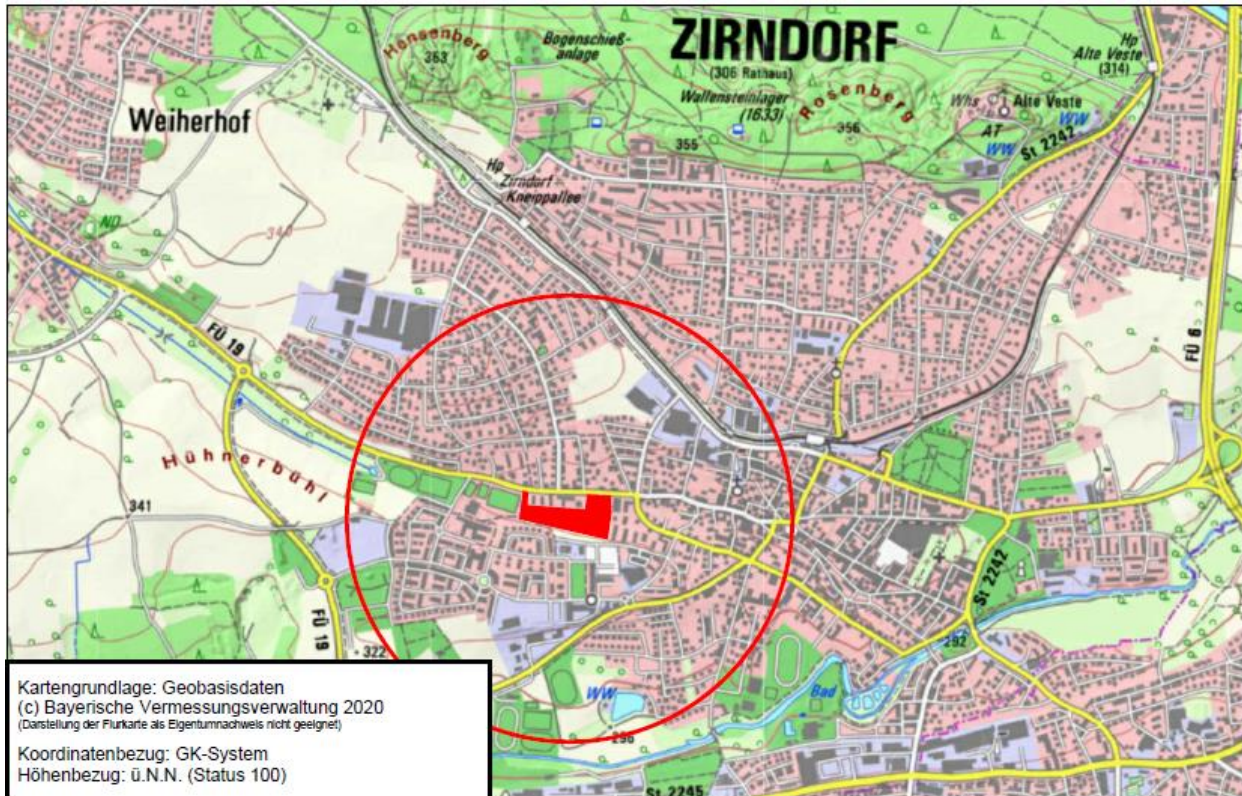 ZIRNDORF
(306 Rathaus)
Hp
Alte Veste
(314)
Homsenberg
363
Bogenschieß-
anlage
Wallensteinlager
(1633)
Rosenberg
356
355
Whs
Alte Veste
WW
AT
WW
St 2242
Weiherhof
Hp
Zirndorf
Kneippallee
ND
340
FÜ 19
FÜ 6
Hühnerbühl
341
FÜ 19
322
St 2242
292
WW
Bad
296
St 2245
Kartengrundlage: Geobasisdaten
(c) Bayerische Vermessungsverwaltung 2020
(Darstellung der Flurkarte als Eigentumnachweis nicht geeignet)
Koordinatenbezug: GK-System
Höhenbezug: ü.N.N. (Status 100)